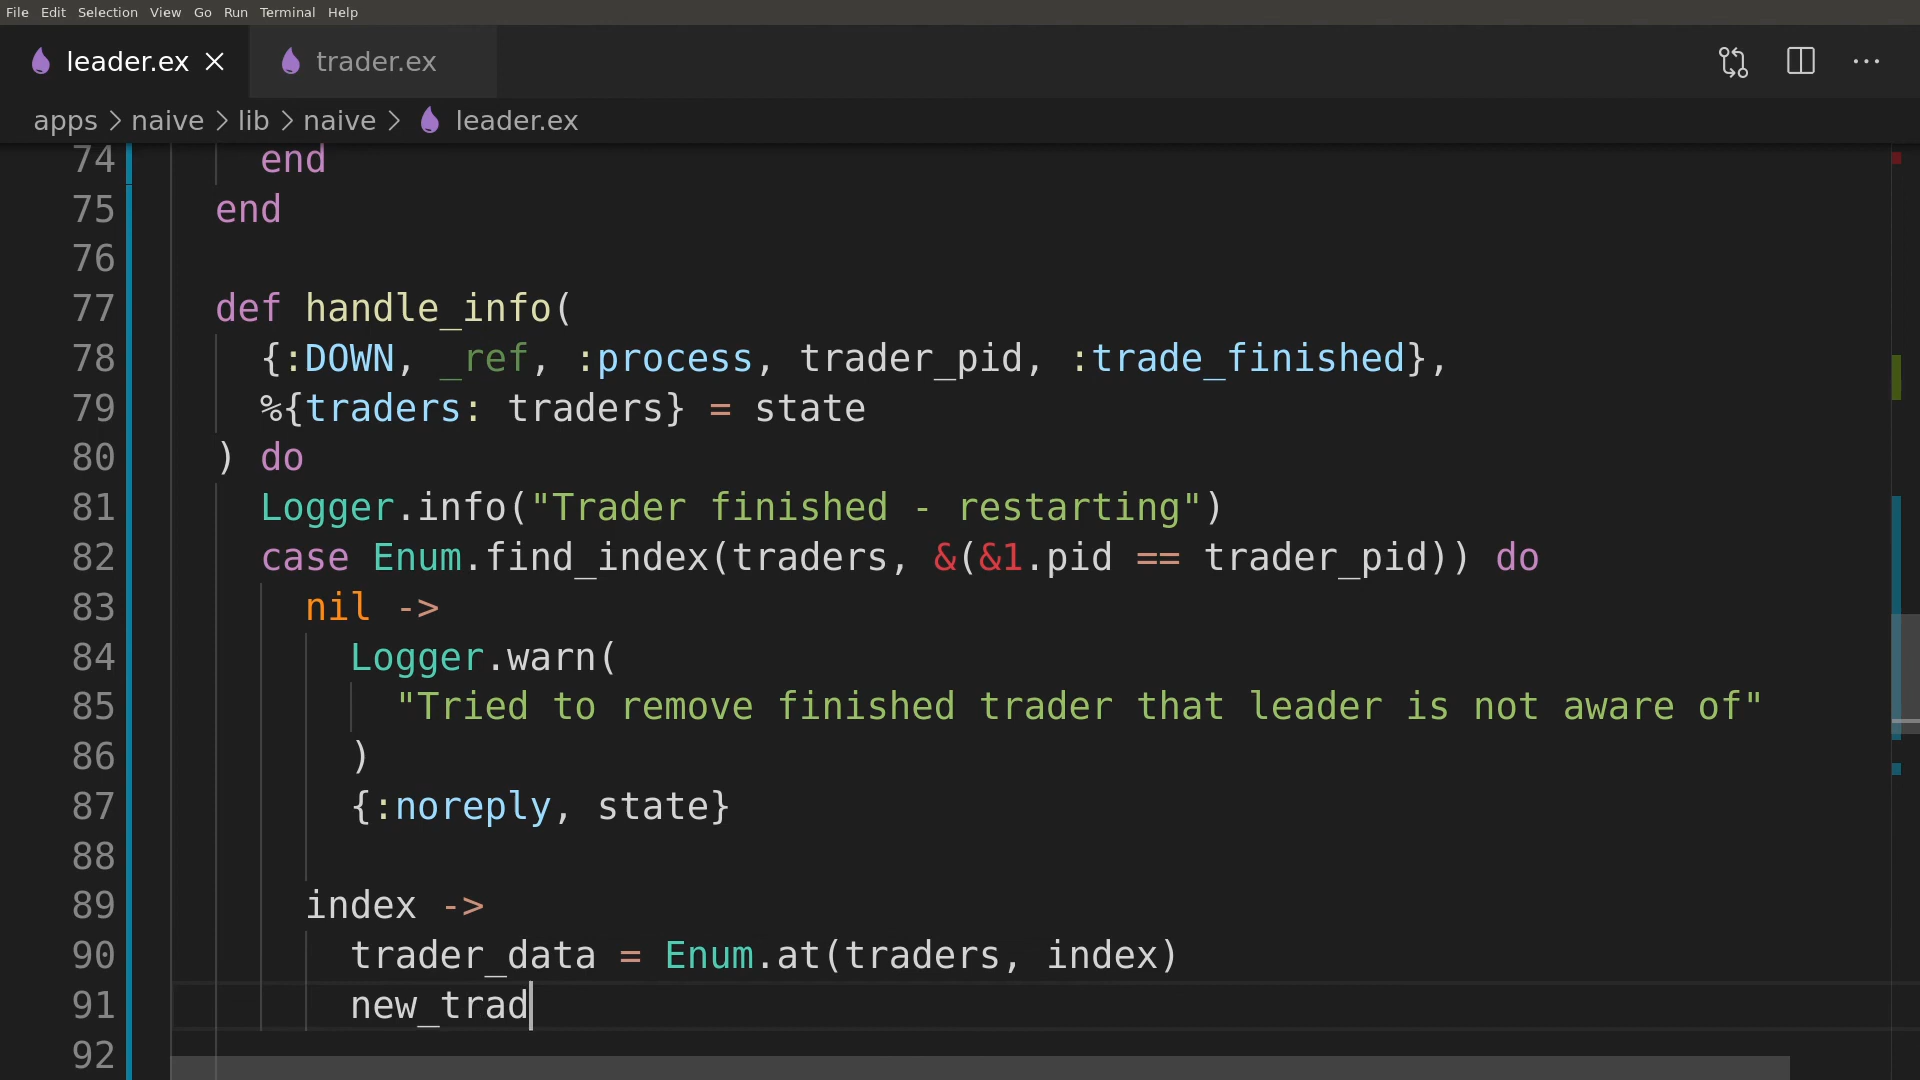 File Edit Selection View Go Run Terminal Help
leader.ex trader.ex
apps > naive > lib > naive > leader.ex
74 end
75 end
76
77 def handle_info(
78 {:DOWN, _ref, :process, trader_pid, :trade_finished},
79 %{traders: traders} = state
80 ) do
81 Logger.info("Trader finished - restarting")
82 case Enum.find_index(traders, &(&1.pid == trader_pid)) do
83 nil ->
84 Logger.warn(
85 "Tried to remove finished trader that leader is not aware of"
86 )
87 {:noreply, state}
88
89 index ->
90 trader_data = Enum.at(traders, index)
91 new_trad
92